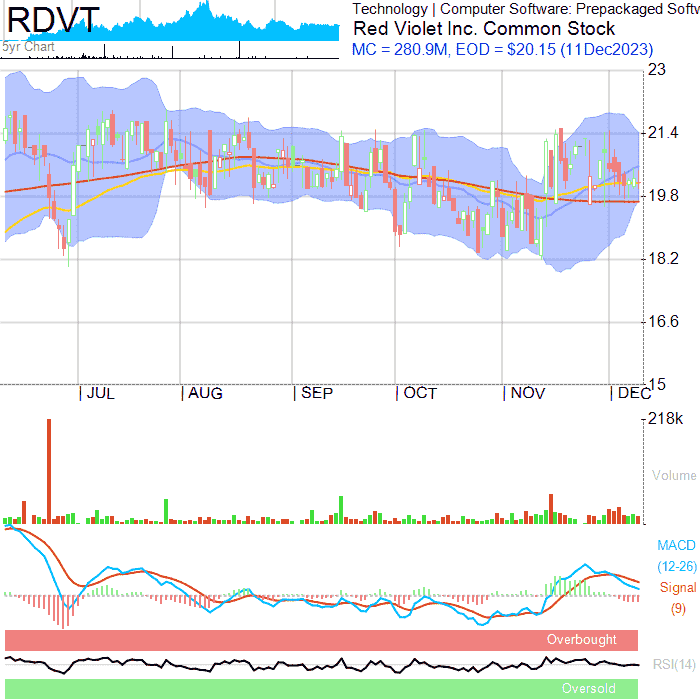 RDVT
5yr Chart
Technology | Computer Software: Prepackaged Softw
Red Violet Inc. Common Stock
MC = 280.9M, EOD = $20.15 (11Dec2023)
23
21.4
19.8
18.2
16.6
15
JUL AUG SEP OCT NOV DEC
218k
Volume
MACD
(12-26)
Signal
(9)
Overbought
RSI(14)
Oversold